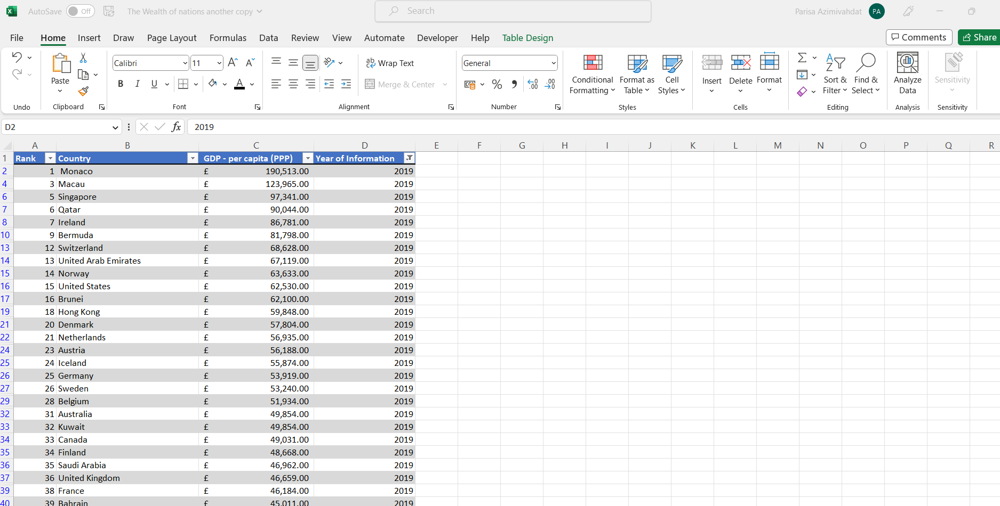 AutoSave Off The Wealth of nations another copy Search Parisa Azimivahdat PA
File Home Insert Draw Page Layout Formulas Data Review View Automate Developer Help Table Design Comments Share
Calibri 11 A^ Aˇ ab Wrap Text General
Paste B I U A Merge & Center % , .00 .0 Conditional Formatting Format as Table Cell Styles Insert Delete Format Sort & Filter Find & Select Analyze Data Sensitivity
Undo Clipboard Font Alignment Number Styles Cells Editing Analysis Sensitivity
D2 fx 2019
A B C D E F G H I J K L M N O P Q R
1 Rank Country GDP - per capita (PPP) Year of Information
2 1 Monaco £ 190,513.00 2019
4 3 Macau £ 123,965.00 2019
6 5 Singapore £ 97,341.00 2019
7 6 Qatar £ 90,044.00 2019
8 7 Ireland £ 86,781.00 2019
10 9 Bermuda £ 81,798.00 2019
13 12 Switzerland £ 68,628.00 2019
14 13 United Arab Emirates £ 67,119.00 2019
15 14 Norway £ 63,633.00 2019
16 15 United States £ 62,530.00 2019
17 16 Brunei £ 62,100.00 2019
19 18 Hong Kong £ 59,848.00 2019
21 20 Denmark £ 57,804.00 2019
22 21 Netherlands £ 56,935.00 2019
24 23 Austria £ 56,188.00 2019
25 24 Iceland £ 55,874.00 2019
26 25 Germany £ 53,919.00 2019
27 26 Sweden £ 53,240.00 2019
29 28 Belgium £ 51,934.00 2019
32 31 Australia £ 49,854.00 2019
33 32 Kuwait £ 49,854.00 2019
34 33 Canada £ 49,031.00 2019
35 34 Finland £ 48,668.00 2019
36 35 Saudi Arabia £ 46,962.00 2019
37 36 United Kingdom £ 46,659.00 2019
39 38 France £ 46,184.00 2019
40 39 Bahrain £ 45,011.00 2019